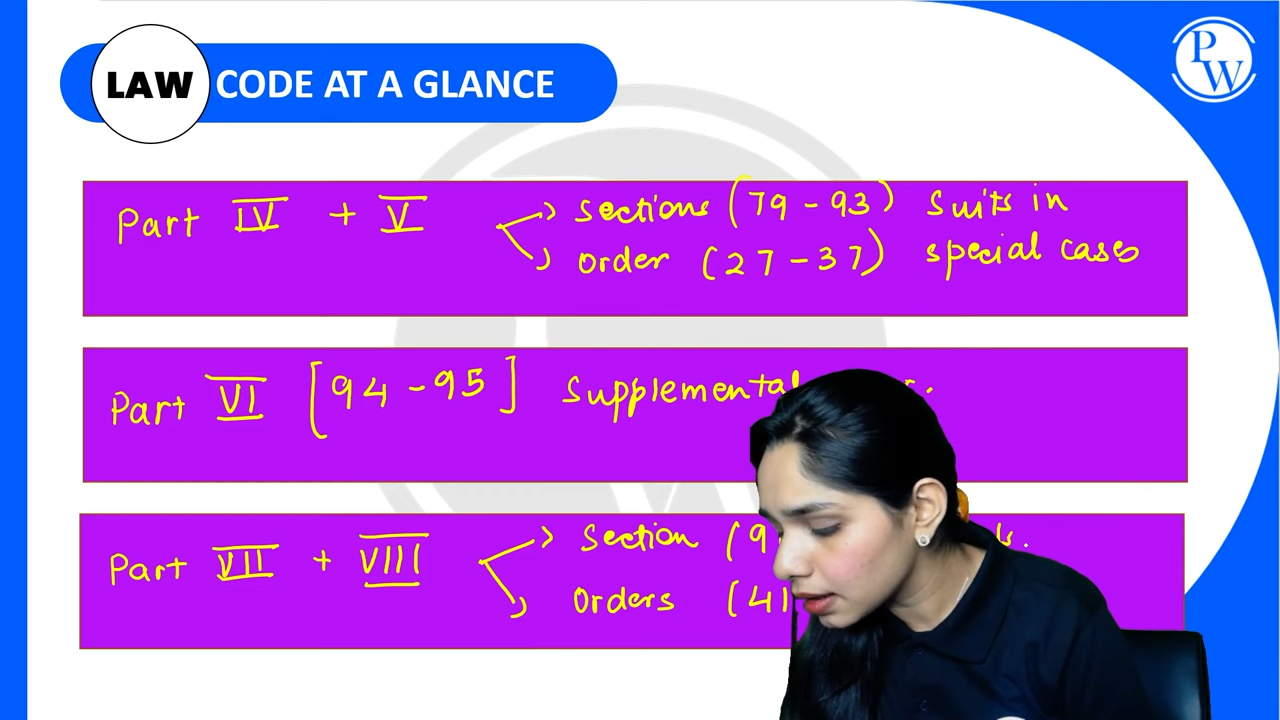 LAW CODE AT A GLANCE
PW
Part IV + V
Sections (79 - 93) Suits in
Order (27 - 37) special cases
Part VI [94 - 95]
Part VII + VIII
Section (9
Orders (41